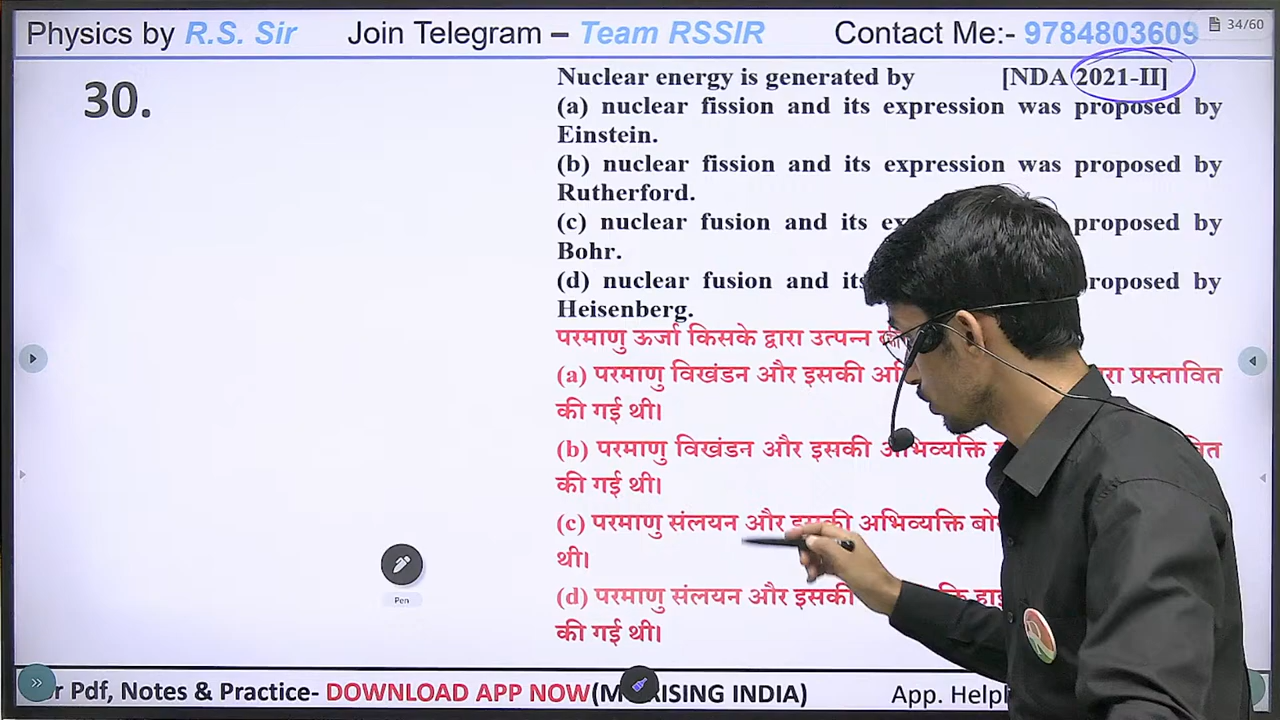 Physics by R.S. Sir Join Telegram – Team RSSIR Contact Me:- 9784803609 34/60
30.
Nuclear energy is generated by [NDA 2021-II]
(a) nuclear fission and its expression was proposed by
Einstein.
(b) nuclear fission and its expression was proposed by
Rutherford.
(c) nuclear fusion and its proposed by
Bohr.
(d) nuclear fusion and its proposed by
Heisenberg.
परमाणु ऊर्जा किसके द्वारा उत्पन्न
(a) परमाणु विखंडन और इसकी प्रस्तावित
की गई थी।
(b) परमाणु विखंडन और इसकी अभिव्यक्ति
की गई थी।
(c) परमाणु संलयन और इसकी अभिव्यक्ति
थी।
(d) परमाणु संलयन और इसकी
की गई थी।
Pen
Pdf, Notes & Practice- DOWNLOAD APP NOW RISING INDIA) App.